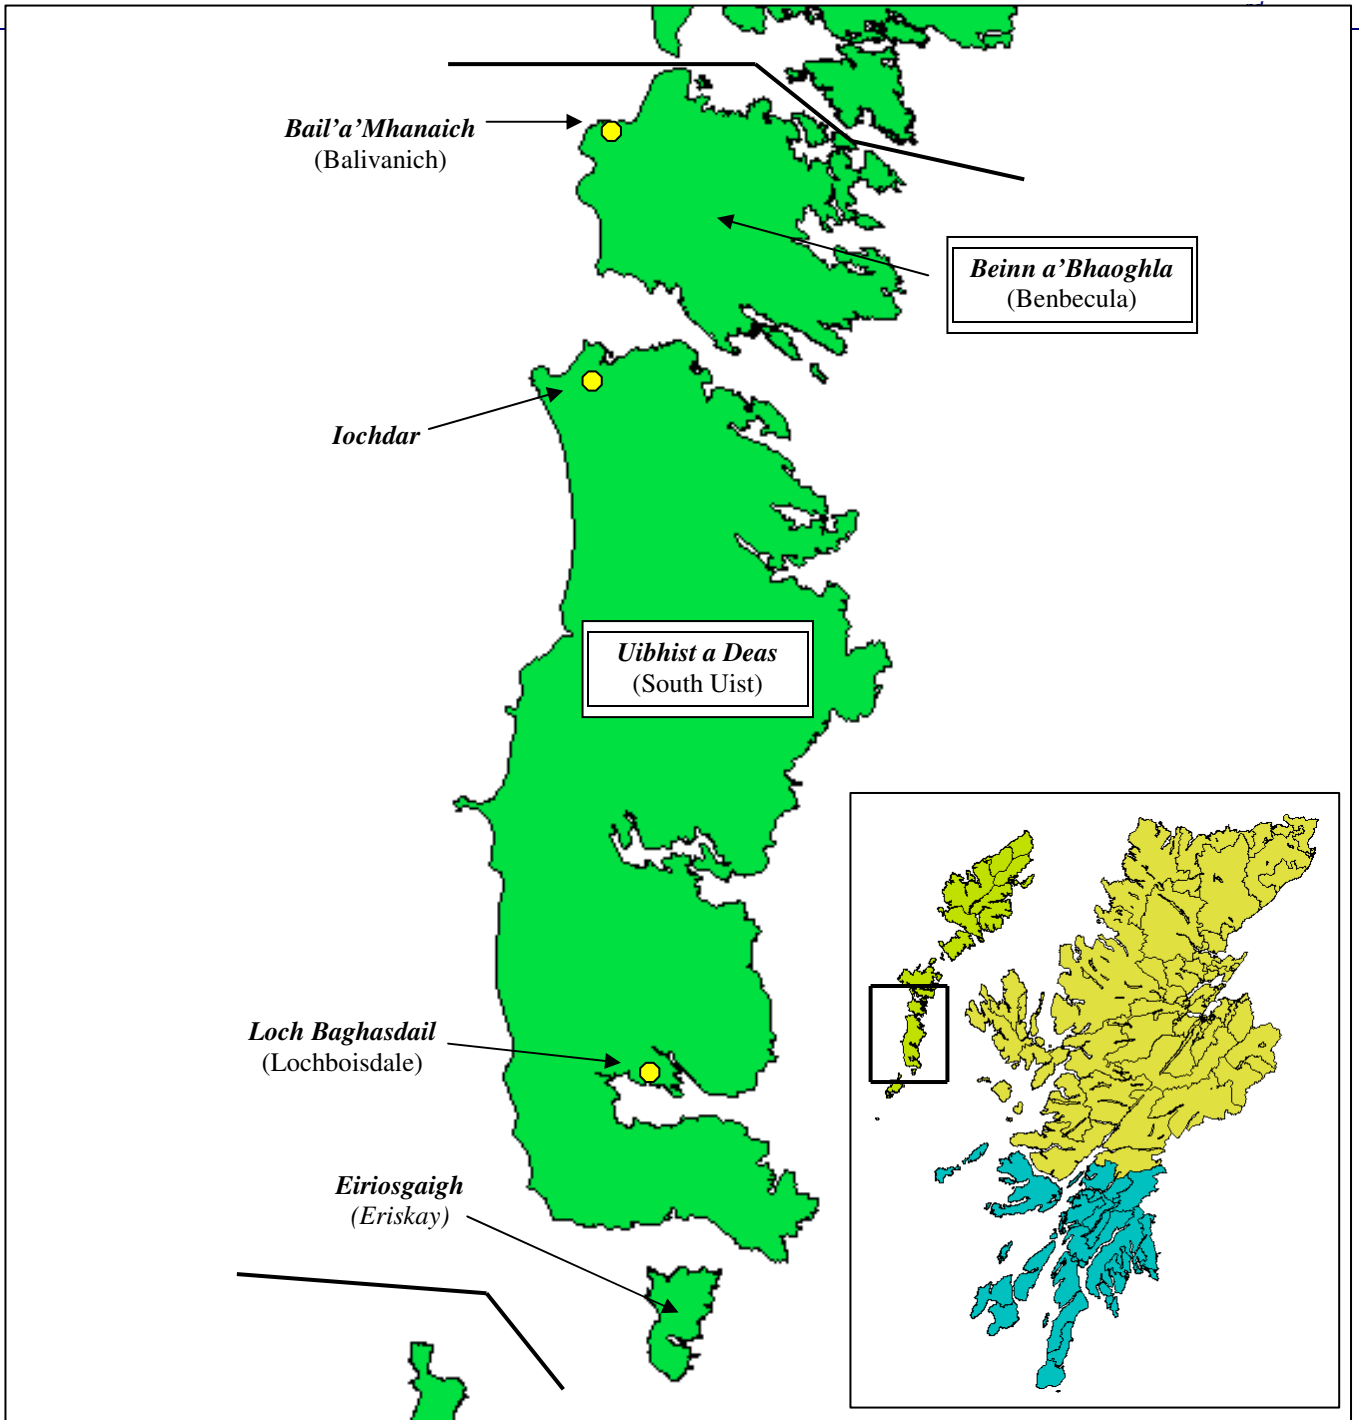 Bail'a'Mhanaich
(Balivanich)
Beinn a'Bhaoghla
(Benbecula)
Iochdar
Uibhist a Deas
(South Uist)
Loch Baghasdail
(Lochboisdale)
Eiriosgaigh
(Eriskay)